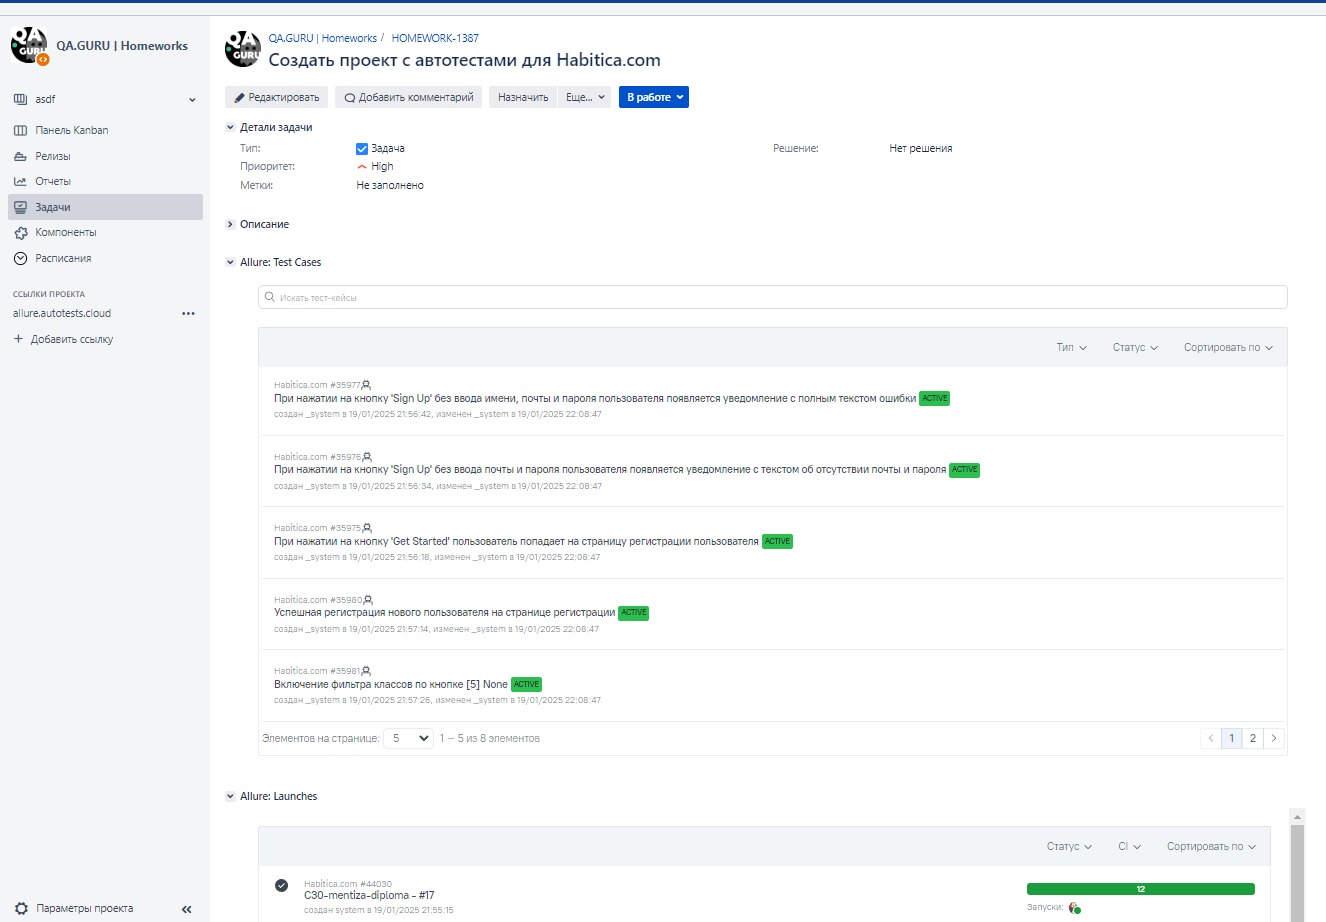 QA.GURU | Homeworks
asdf
Панель Kanban
Релизы
Отчеты
Задачи
Компоненты
Расписания
ССЫЛКИ ПРОЕКТА
allure.autotests.cloud
Добавить ссылку
Параметры проекта
QA.GURU | Homeworks / HOMEWORK-1387
Создать проект с автотестами для Habitica.com
Редактировать Добавить комментарий Назначить Еще... В работе
Детали задачи
Тип: Задача Решение: Нет решения
Приоритет: High
Метки: Не заполнено
Описание
Allure: Test Cases
Искать тест-кейсы
Тип Статус Сортировать по
Habitica.com #35977
При нажатии на кнопку 'Sign Up' без ввода имени, почты и пароля пользователя появляется уведомление с полным текстом ошибки ACTIVE
создан _system в 19/01/2025 21:56:42, изменен _system в 19/01/2025 22:08:47
Habitica.com #35976
При нажатии на кнопку 'Sign Up' без ввода почты и пароля пользователя появляется уведомление с текстом об отсутствии почты и пароля ACTIVE
создан _system в 19/01/2025 21:56:34, изменен _system в 19/01/2025 22:08:47
Habitica.com #35975
При нажатии на кнопку 'Get Started' пользователь попадает на страницу регистрации пользователя ACTIVE
создан _system в 19/01/2025 21:56:18, изменен _system в 19/01/2025 22:08:47
Habitica.com #35980
Успешная регистрация нового пользователя на странице регистрации ACTIVE
создан _system в 19/01/2025 21:57:14, изменен _system в 19/01/2025 22:08:47
Habitica.com #35981
Включение фильтра классов по кнопке [5] None ACTIVE
создан _system в 19/01/2025 21:57:26, изменен _system в 19/01/2025 22:08:47
Элементов на странице: 5 1 – 5 из 8 элементов 1 2
Allure: Launches
Статус CI Сортировать по
Habitica.com #44030
C30-mentiza-diploma - #17
создан system в 19/01/2025 21:55:15
12
Запуски: